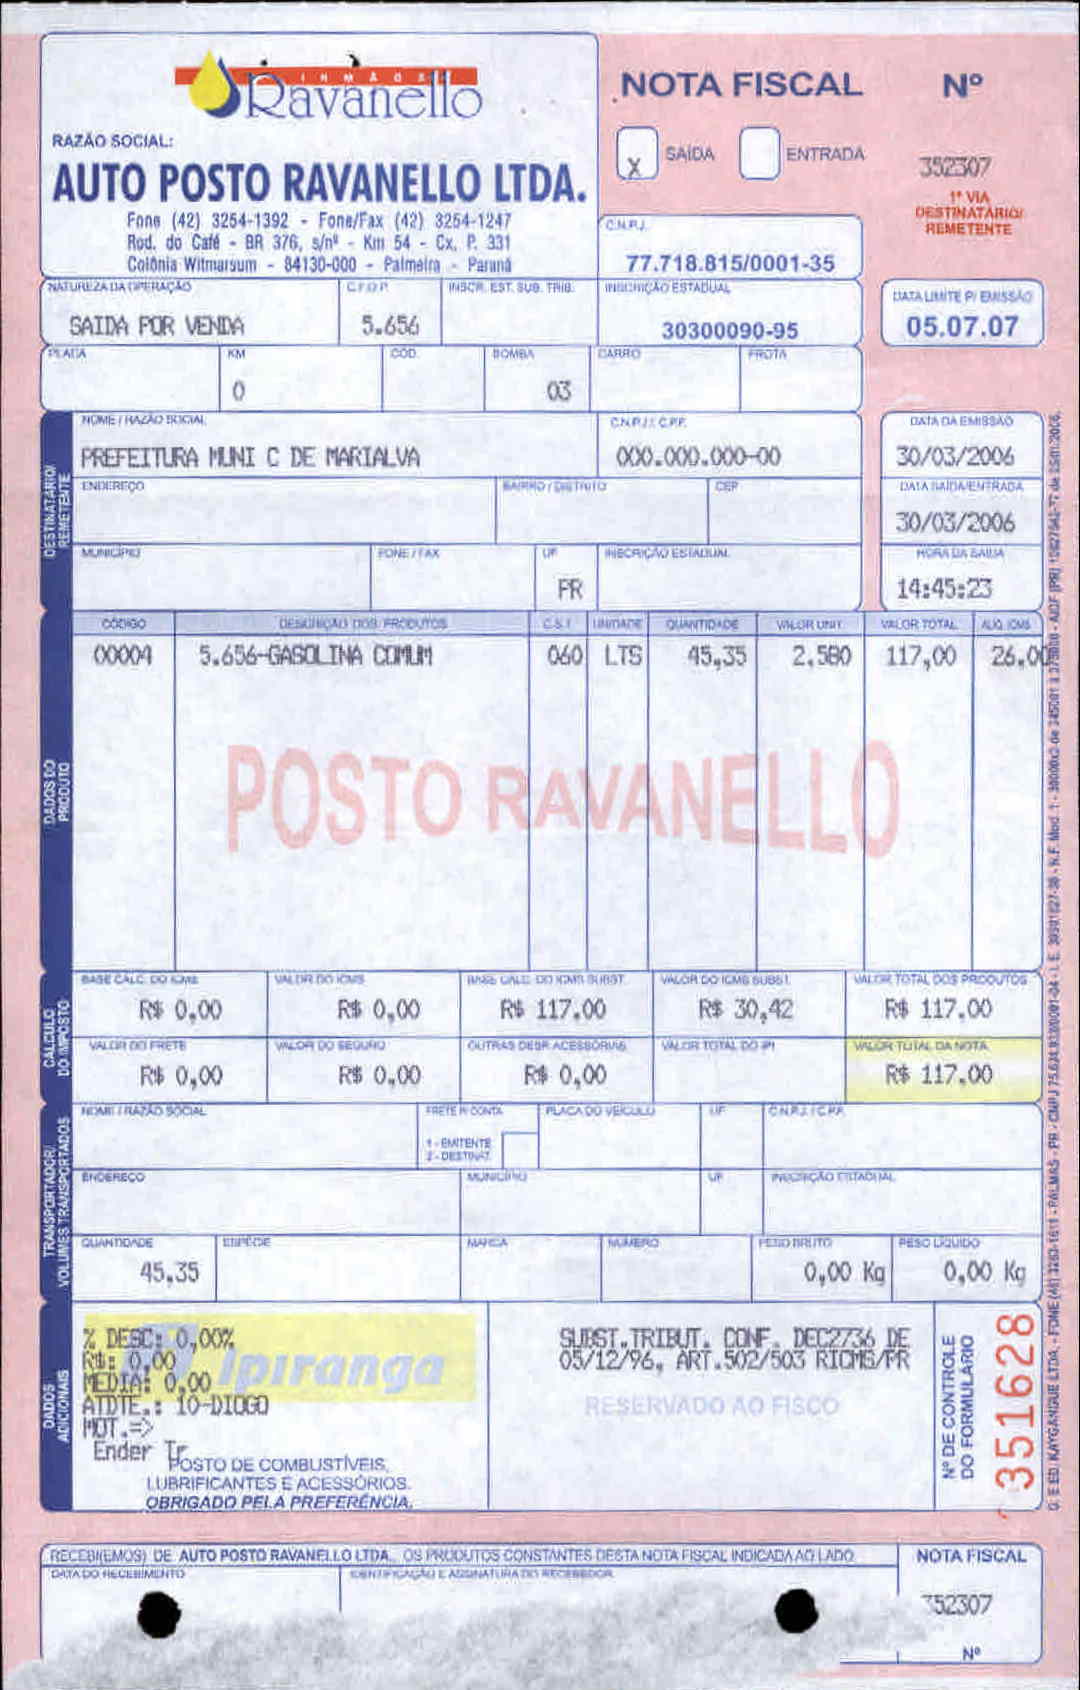 IRMÃOS
Ravanello
RAZÃO SOCIAL:
AUTO POSTO RAVANELLO LTDA.
Fone (42) 3254-1392 - Fone/Fax (42) 3254-1247
Rod. do Café - BR 376, s/nº - Km 54 - Cx. P. 331
Colônia Witmarsum - 84130-000 - Palmeira - Paraná
NOTA FISCAL Nº
X SAÍDA ENTRADA
352307
1ª VIA
DESTINATÁRIO/
REMETENTE
C.N.P.J.
77.718.815/0001-35
NATUREZA DA OPERAÇÃO C.F.O.P. INSCR. EST. SUB. TRIB. INSCRIÇÃO ESTADUAL DATA LIMITE P/ EMISSÃO
SAIDA POR VENDA 5.656 30300090-95 05.07.07
PLACA KM CÓD. BOMBA CARRO FROTA
0 03
DESTINATÁRIO/
REMETENTE
NOME / RAZÃO SOCIAL C.N.P.J. / C.P.F. DATA DA EMISSÃO
PREFEITURA MUNI C DE MARIALVA 000.000.000-00 30/03/2006
ENDEREÇO BAIRRO / DISTRITO CEP DATA SAÍDA/ENTRADA
30/03/2006
MUNICÍPIO FONE / FAX UF INSCRIÇÃO ESTADUAL HORA DA SAÍDA
PR 14:45:23
DADOS DO
PRODUTO
CÓDIGO DESCRIÇÃO DOS PRODUTOS C.S.T. UNIDADE QUANTIDADE VALOR UNIT. VALOR TOTAL ALIQ. ICMS
00004 5.656-GASOLINA COMUM 060 LTS 45,35 2,580 117,00 26,00
POSTO RAVANELLO
CÁLCULO
DO IMPOSTO
BASE CALC. DO ICMS VALOR DO ICMS BASE CALC. DO ICMS SUBST. VALOR DO ICMS SUBST. VALOR TOTAL DOS PRODUTOS
R$ 0,00 R$ 0,00 R$ 117,00 R$ 30,42 R$ 117,00
VALOR DO FRETE VALOR DO SEGURO OUTRAS DESP. ACESSÓRIAS VALOR TOTAL DO IPI VALOR TOTAL DA NOTA
R$ 0,00 R$ 0,00 R$ 0,00 R$ 117,00
TRANSPORTADOR/
VOLUMES TRANSPORTADOS
NOME / RAZÃO SOCIAL FRETE P/ CONTA PLACA DO VEÍCULO UF C.N.P.J. / C.P.F.
1 - EMITENTE
2 - DESTINAT.
ENDEREÇO MUNICÍPIO UF INSCRIÇÃO ESTADUAL
QUANTIDADE ESPÉCIE MARCA NÚMERO PESO BRUTO PESO LÍQUIDO
45,35 0,00 Kg 0,00 Kg
DADOS
ADICIONAIS
% DESC: 0,00%
R$: 0,00
MEDIA: 0,00
ATDTE.: 10-DIOGO
MOT.=>
Ender Tr
Ipiranga
POSTO DE COMBUSTÍVEIS,
LUBRIFICANTES E ACESSÓRIOS.
OBRIGADO PELA PREFERÊNCIA.
SUBST.TRIBUT. CONF. DEC2736 DE
05/12/96, ART.502/503 RICMS/PR
RESERVADO AO FISCO
Nº DE CONTROLE
DO FORMULÁRIO
351628
RECEBI(EMOS) DE AUTO POSTO RAVANELLO LTDA., OS PRODUTOS CONSTANTES DESTA NOTA FISCAL INDICADA AO LADO
DATA DO RECEBIMENTO IDENTIFICAÇÃO E ASSINATURA DO RECEBEDOR
NOTA FISCAL
352307
Nº